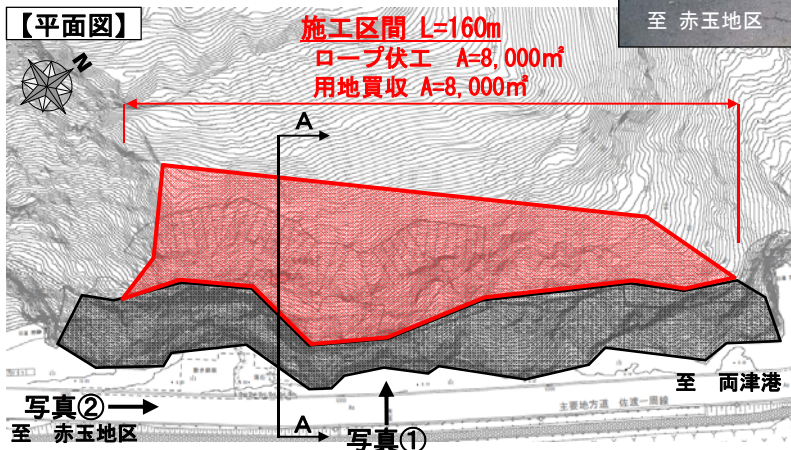 【平面図】
施工区間 L=160m
ロープ伏工 A=8,000㎡
用地買収 A=8,000㎡
至 赤玉地区
N
A
至 両津港
主要地方道 佐渡一周線
写真②
至 赤玉地区
A
写真①